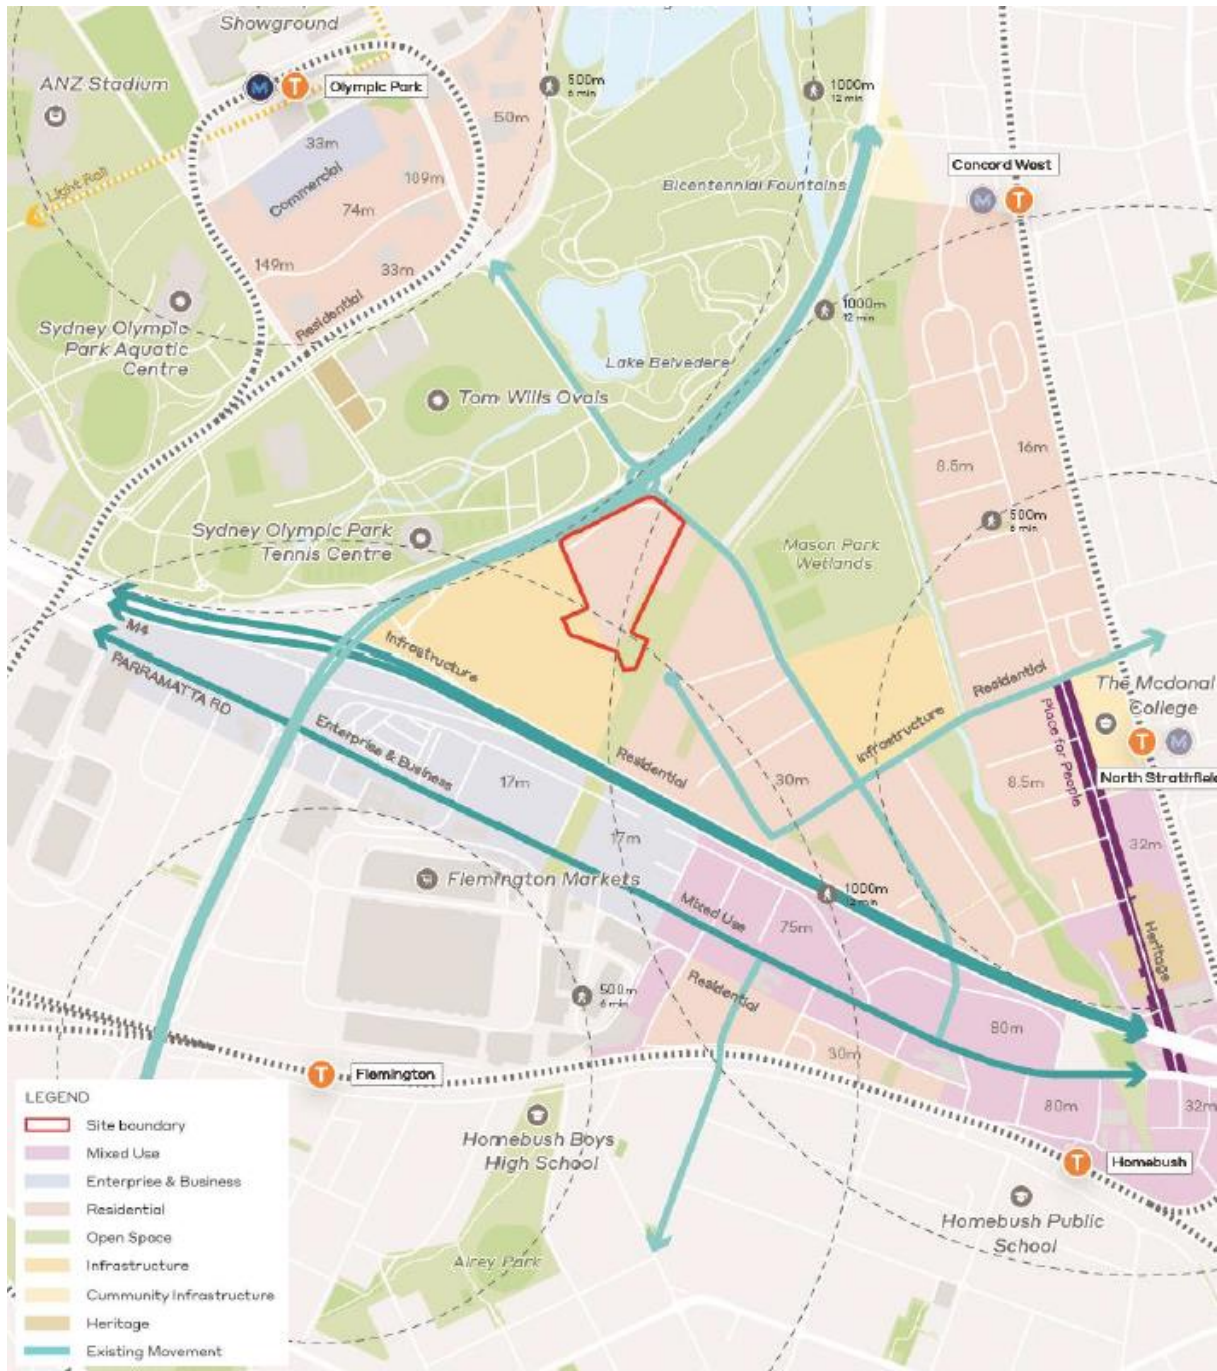 Showground
ANZ Stadium
M
T
Olympic Park
500m
6 min
1000m
12 min
50m
33m
Commercial
109m
74m
Light Rail
149m
33m
Residential
Bicentennial Fountains
Concord West
M
T
1000m
12 min
Sydney Olympic
Park Aquatic
Centre
Lake Belvedere
Tom Wills Ovals
16m
8.5m
Sydney Olympic Park
Tennis Centre
500m
6 min
Mason Park
Wetlands
M4
PARRAMATTA RD
Infrastructure
Enterprise & Business
Residential
17m
17m
30m
Infrastructure
Residential
The Mcdonal
College
T
M
North Strathfield
Place for People
8.5m
32m
Flemington Markets
1000m
12 min
Mixed Use
75m
Heritage
500m
6 min
Residential
80m
30m
T
Flemington
80m
32m
T
Homebush
Homebush Boys
High School
Homebush Public
School
Airey Park
LEGEND
Site boundary
Mixed Use
Enterprise & Business
Residential
Open Space
Infrastructure
Cummunity Infrastructure
Heritage
Existing Movement